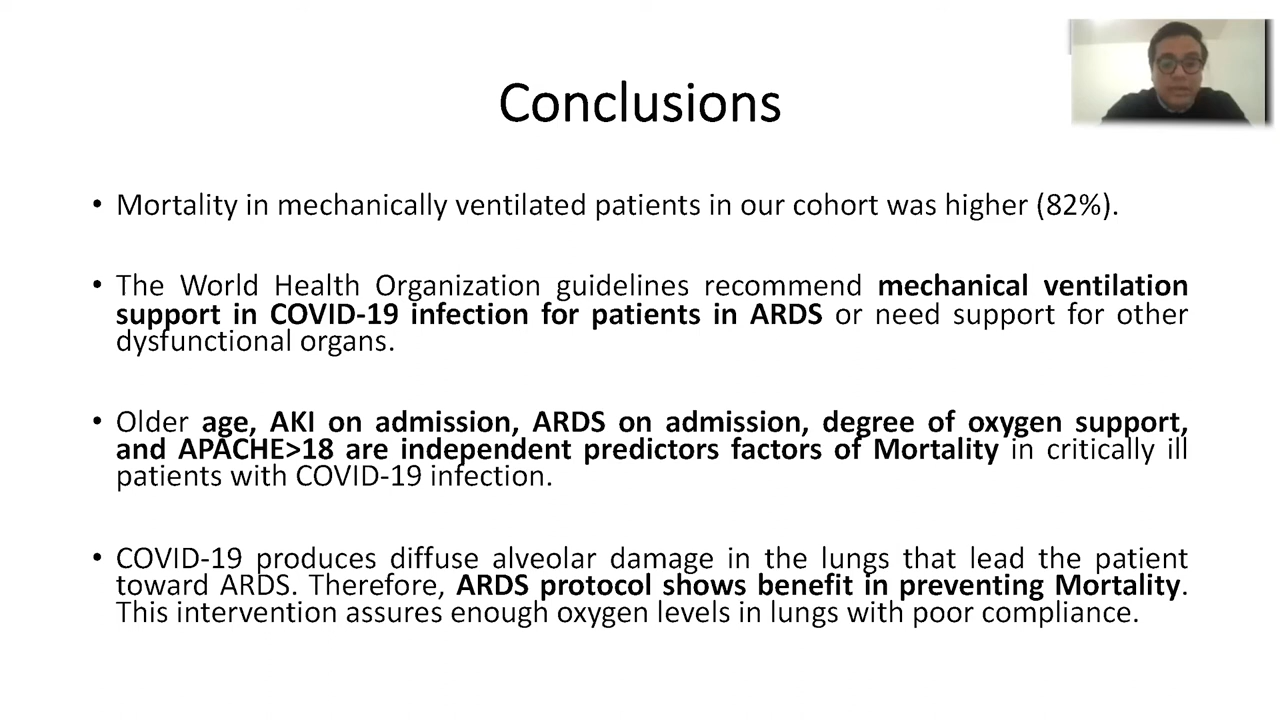 Conclusions
• Mortality in mechanically ventilated patients in our cohort was higher (82%).
• The World Health Organization guidelines recommend mechanical ventilation
support in COVID-19 infection for patients in ARDS or need support for other
dysfunctional organs.
• Older age, AKI on admission, ARDS on admission, degree of oxygen support,
and APACHE>18 are independent predictors factors of Mortality in critically ill
patients with COVID-19 infection.
• COVID-19 produces diffuse alveolar damage in the lungs that lead the patient
toward ARDS. Therefore, ARDS protocol shows benefit in preventing Mortality.
This intervention assures enough oxygen levels in lungs with poor compliance.